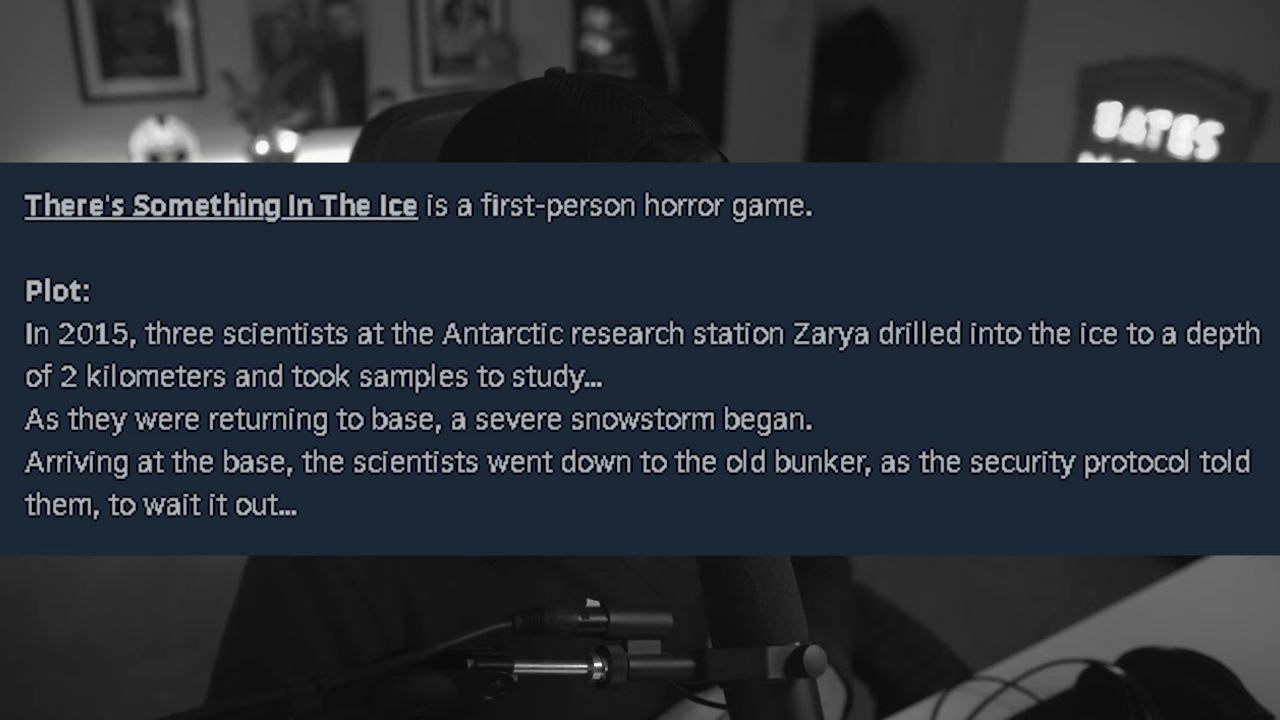 There's Something In The Ice is a first-person horror game.
Plot:
In 2015, three scientists at the Antarctic research station Zarya drilled into the ice to a depth
of 2 kilometers and took samples to study...
As they were returning to base, a severe snowstorm began.
Arriving at the base, the scientists went down to the old bunker, as the security protocol told
them, to wait it out...